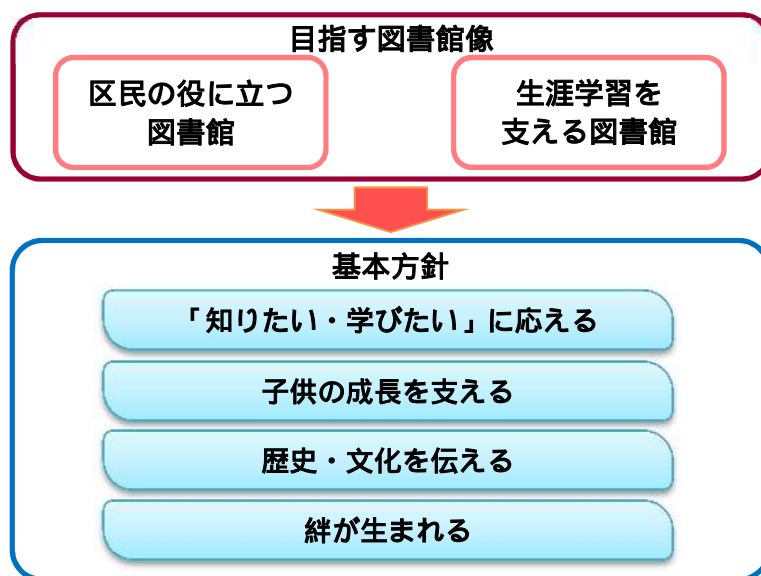 目指す図書館像
区民の役に立つ
図書館
生涯学習を
支える図書館
基本方針
「知りたい・学びたい」に応える
子供の成長を支える
歴史・文化を伝える
絆が生まれる